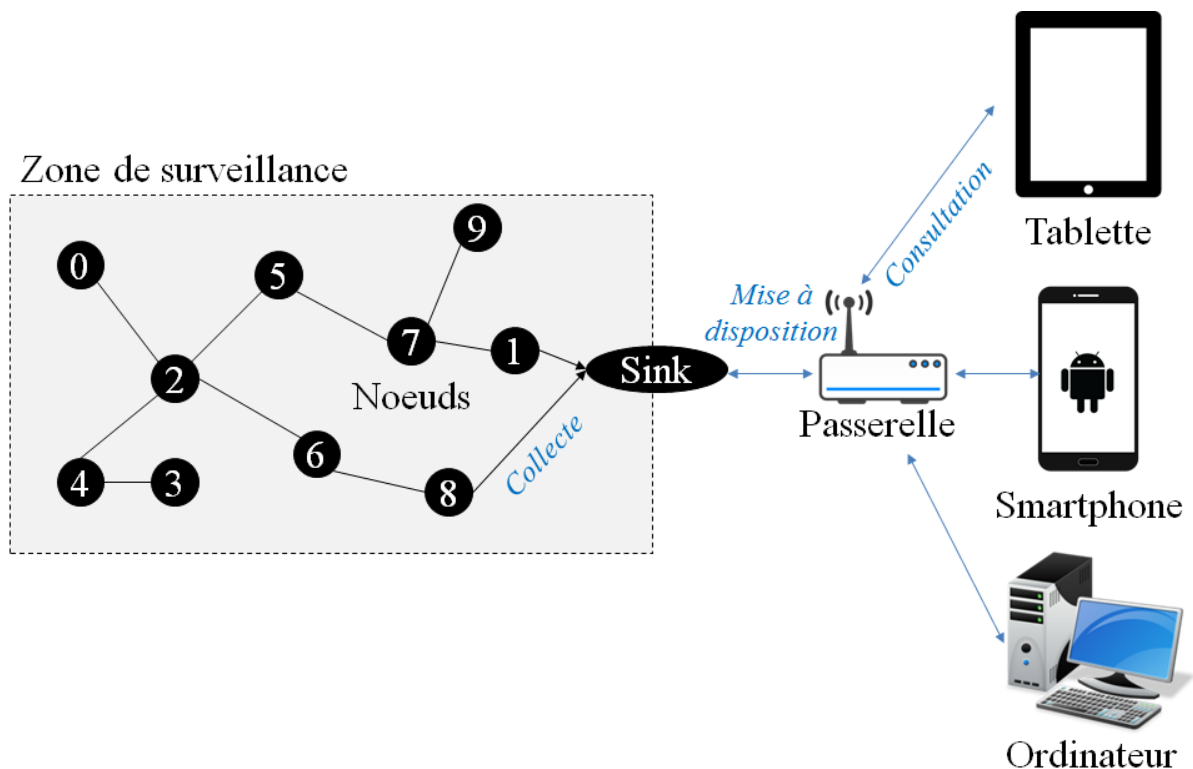 Zone de surveillance
0
5
9
7
1
2
Noeuds
6
4
3
8
Collecte
Sink
Mise à
disposition
Passerelle
Consultation
Tablette
Smartphone
Ordinateur